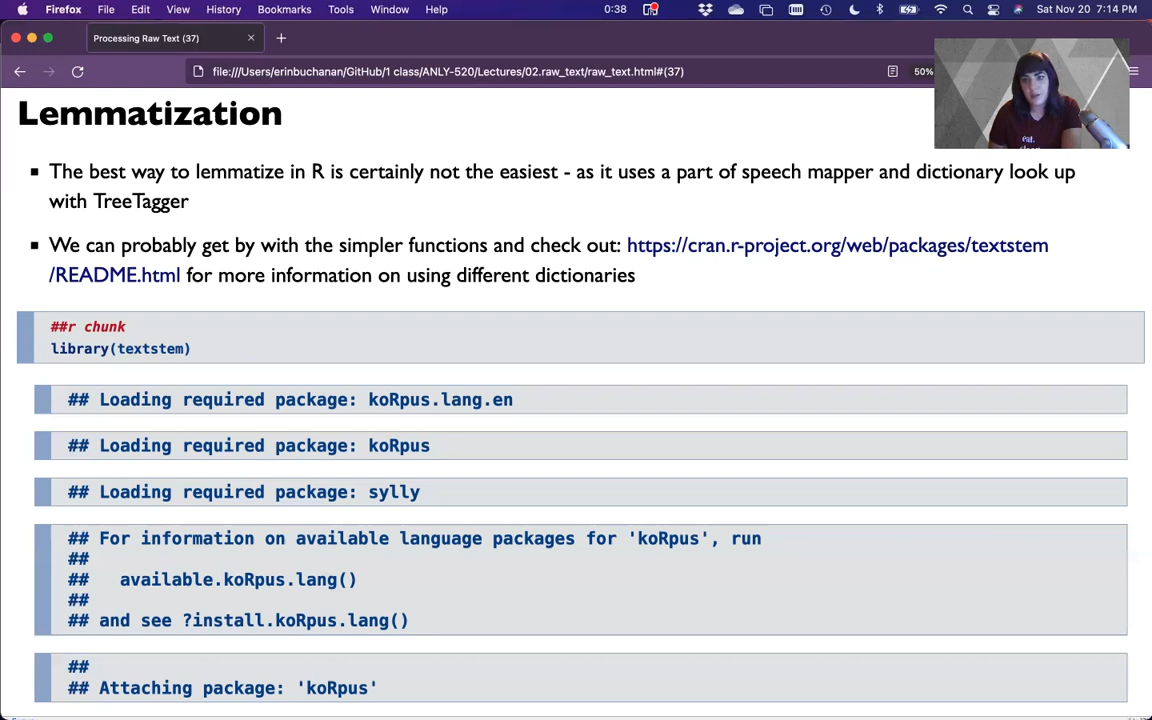 Firefox File Edit View History Bookmarks Tools Window Help 0:38 Sat Nov 20 7:14 PM
Processing Raw Text (37)
file:///Users/erinbuchanan/GitHub/1 class/ANLY-520/Lectures/02.raw_text/raw_text.html#(37) 50%
Lemmatization
The best way to lemmatize in R is certainly not the easiest - as it uses a part of speech mapper and dictionary look up
with TreeTagger
We can probably get by with the simpler functions and check out: https://cran.r-project.org/web/packages/textstem
/README.html for more information on using different dictionaries
##r chunk
library(textstem)
## Loading required package: koRpus.lang.en
## Loading required package: koRpus
## Loading required package: sylly
## For information on available language packages for 'koRpus', run
##
## available.koRpus.lang()
##
## and see ?install.koRpus.lang()
##
## Attaching package: 'koRpus'